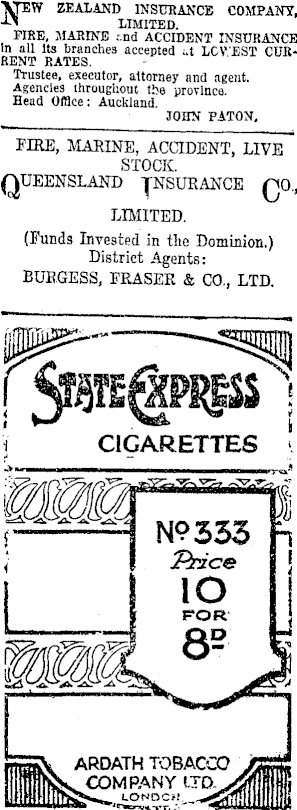 NEW ZEALAND INSURANCE COMPANY,
LIMITED.
FIRE, MARINE and ACCIDENT INSURANCE
in all its branches accepted at LOWEST CUR-
RENT RATES.
Trustee, executor, attorney and agent.
Agencies throughout the province.
Head Office: Auckland.
JOHN PATON.
FIRE, MARINE, ACCIDENT, LIVE
STOCK.
QUEENSLAND INSURANCE CO.,
LIMITED.
(Funds Invested in the Dominion.)
District Agents:
BURGESS, FRASER & CO., LTD.
STATE EXPRESS
CIGARETTES
No 333
Price
10
FOR
8D
ARDATH TOBACCO
COMPANY LTD.
LONDON